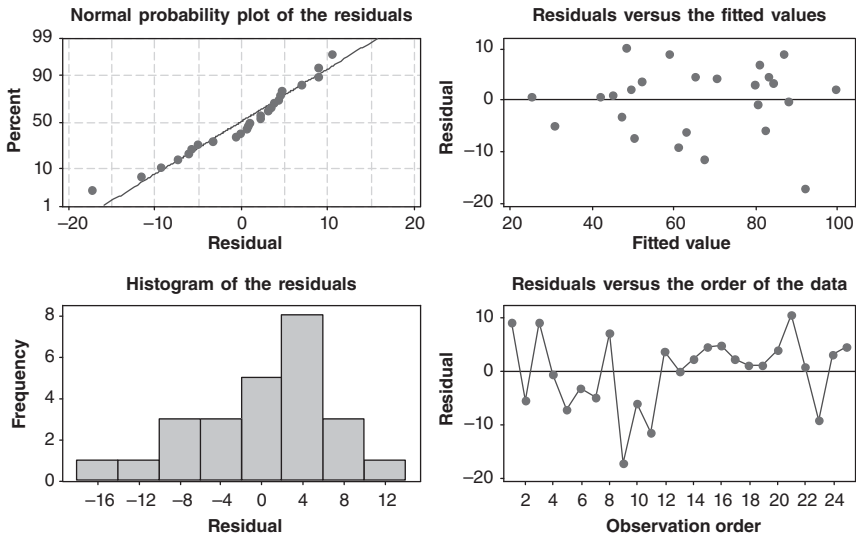 Normal probability plot of the residuals
99
90
50
10
1
Percent
−20 −10 0 10 20
Residual
Residuals versus the fitted values
10
0
−10
−20
Residual
20 40 60 80 100
Fitted value
Histogram of the residuals
8
6
4
2
0
Frequency
−16 −12 −8 −4 0 4 8 12
Residual
Residuals versus the order of the data
10
0
−10
−20
Residual
2 4 6 8 10 12 14 16 18 20 22 24
Observation order